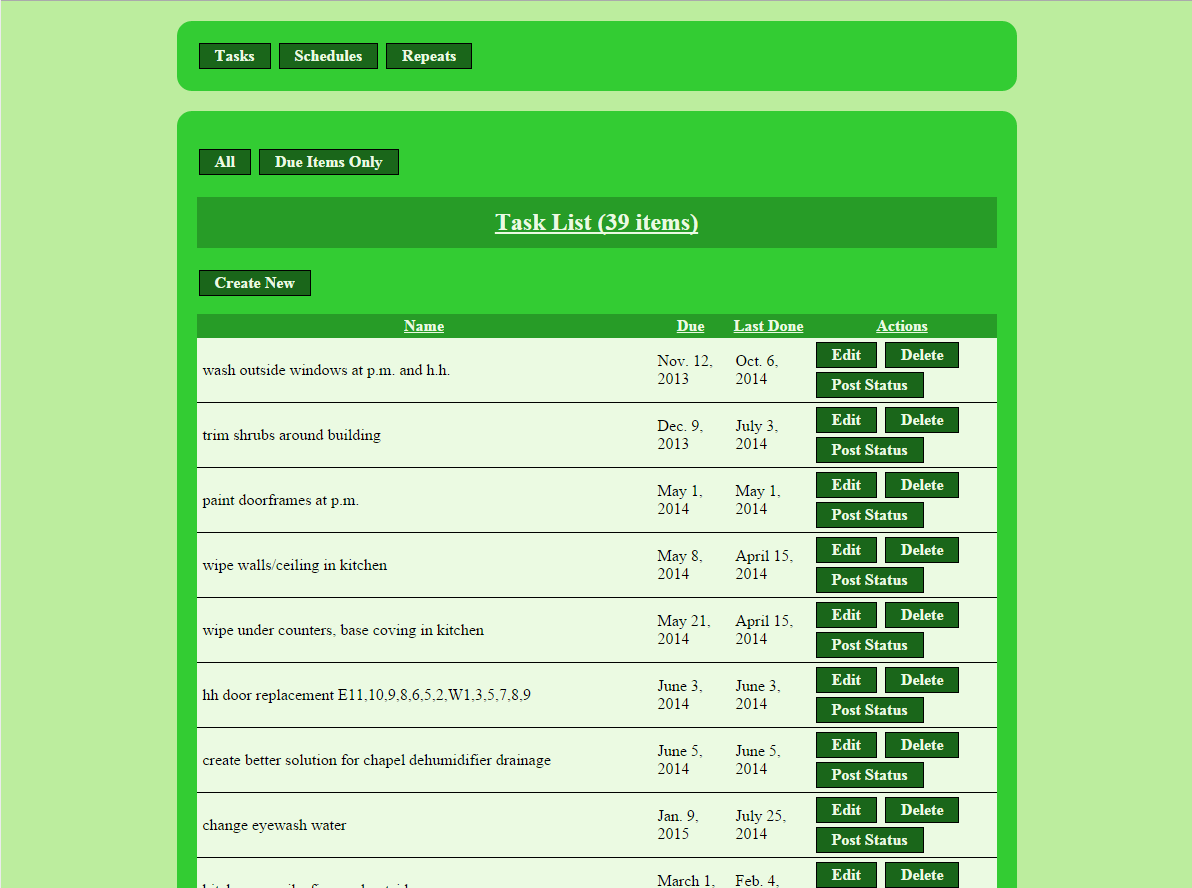 Tasks Schedules Repeats
All Due Items Only
Task List (39 items)
Create New
Name Due Last Done Actions
wash outside windows at p.m. and h.h. Nov. 12, 2013 Oct. 6, 2014 Edit Delete Post Status
trim shrubs around building Dec. 9, 2013 July 3, 2014 Edit Delete Post Status
paint doorframes at p.m. May 1, 2014 May 1, 2014 Edit Delete Post Status
wipe walls/ceiling in kitchen May 8, 2014 April 15, 2014 Edit Delete Post Status
wipe under counters, base coving in kitchen May 21, 2014 April 15, 2014 Edit Delete Post Status
hh door replacement E11,10,9,8,6,5,2,W1,3,5,7,8,9 June 3, 2014 June 3, 2014 Edit Delete Post Status
create better solution for chapel dehumidifier drainage June 5, 2014 June 5, 2014 Edit Delete Post Status
change eyewash water Jan. 9, 2015 July 25, 2014 Edit Delete Post Status
March 1, Feb. 4, Edit Delete